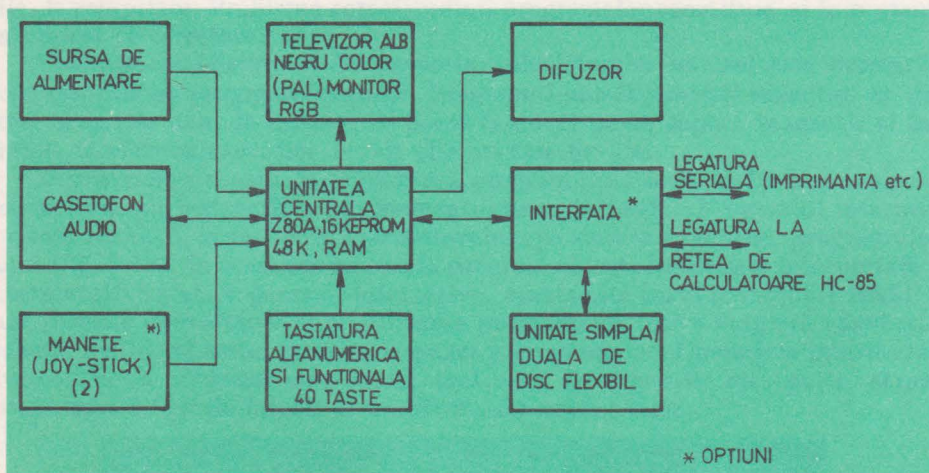 SURSA DE
ALIMENTARE
TELEVIZOR ALB
NEGRU COLOR
(PAL) MONITOR
RGB
DIFUZOR
CASETOFON
AUDIO
UNITATEA
CENTRALA
Z80A,16KEPROM
48K, RAM
INTERFATA *
LEGATURA
SERIALA (IMPRIMANTA etc)
LEGATURA LA
RETEA DE
CALCULATOARE HC-85
MANETE *)
(JOY-STICK)
(2)
TASTATURA
ALFANUMERICA
SI FUNCTIONALA
40 TASTE
UNITATE SIMPLA/
DUALA DE
DISC FLEXIBIL
* OPTIUNI